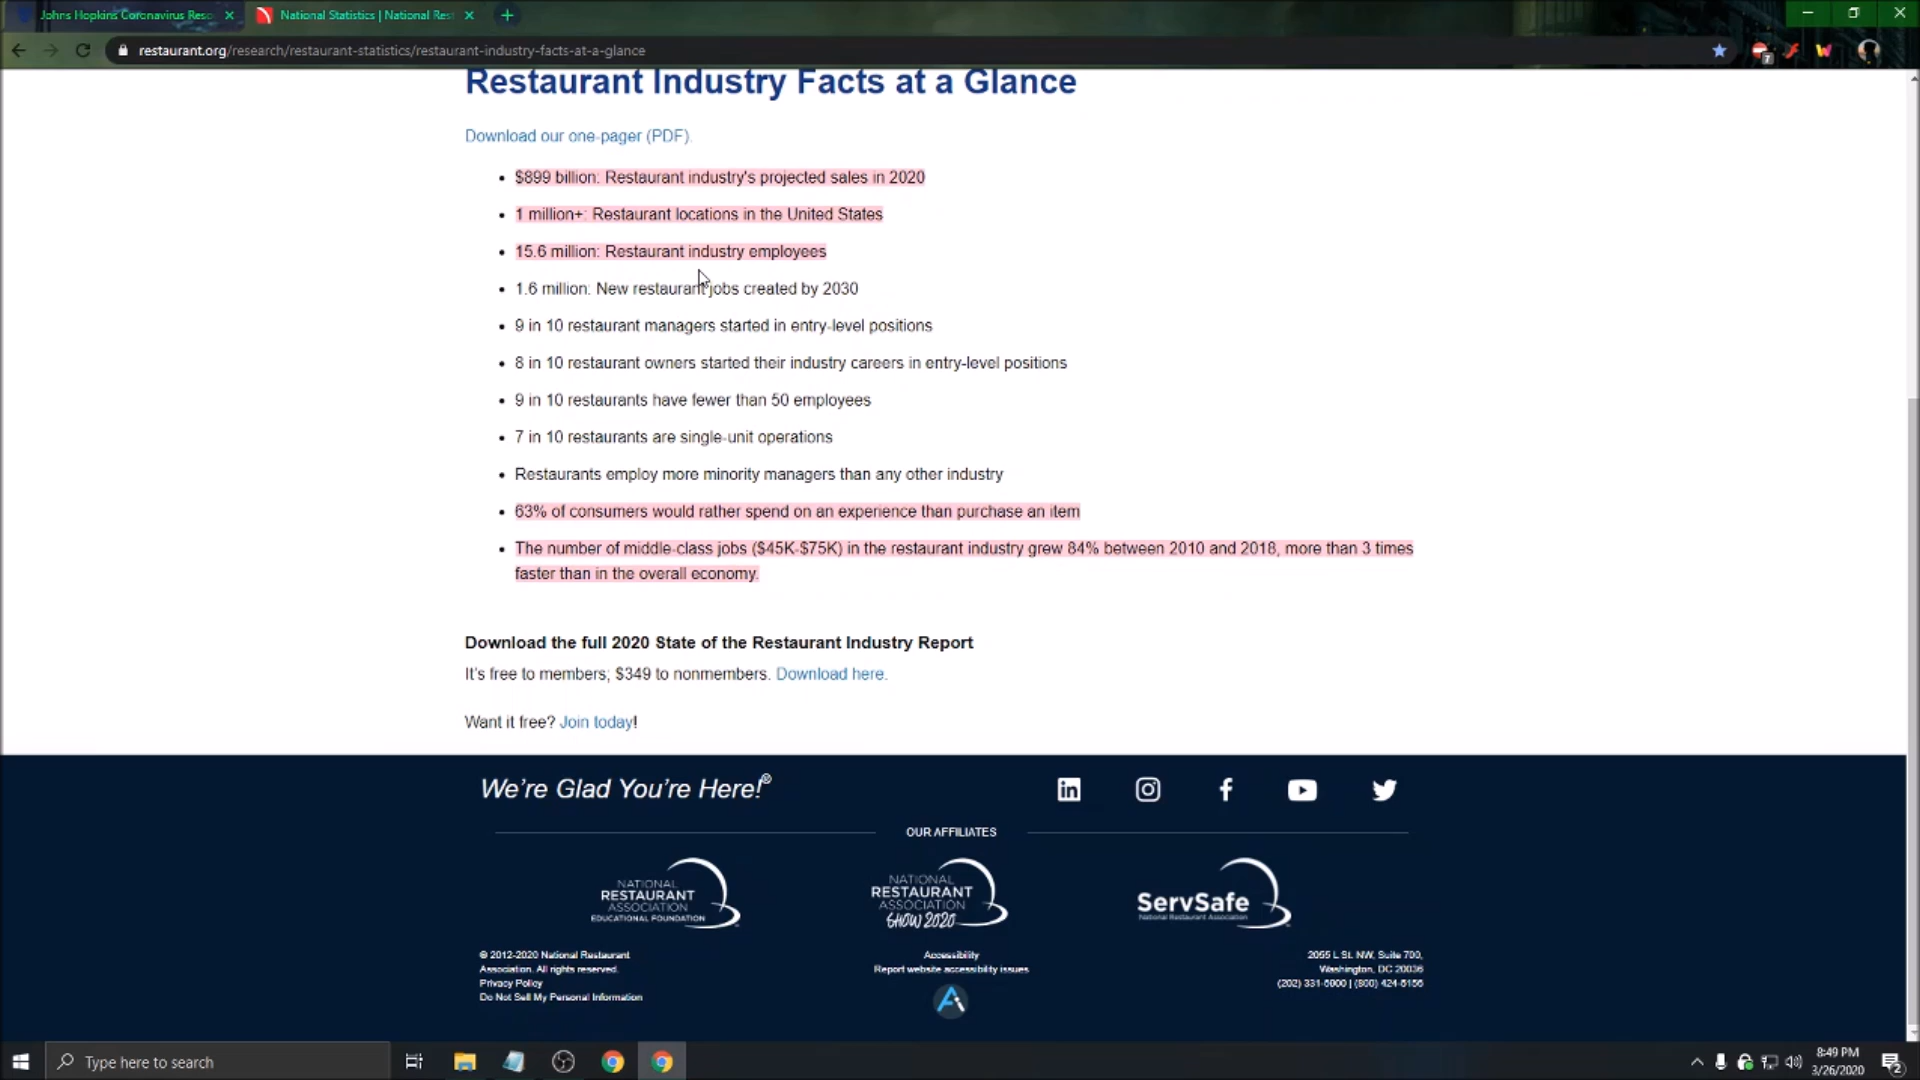 Johns Hopkins Coronavirus Reso
National Statistics | National Res
restaurant.org/research/restaurant-statistics/restaurant-industry-facts-at-a-glance
7
Restaurant Industry Facts at a Glance
Download our one-pager (PDF).
• $899 billion: Restaurant industry's projected sales in 2020
• 1 million+: Restaurant locations in the United States
• 15.6 million: Restaurant industry employees
• 1.6 million: New restaurant jobs created by 2030
• 9 in 10 restaurant managers started in entry-level positions
• 8 in 10 restaurant owners started their industry careers in entry-level positions
• 9 in 10 restaurants have fewer than 50 employees
• 7 in 10 restaurants are single-unit operations
• Restaurants employ more minority managers than any other industry
• 63% of consumers would rather spend on an experience than purchase an item
• The number of middle-class jobs ($45K-$75K) in the restaurant industry grew 84% between 2010 and 2018, more than 3 times
faster than in the overall economy.
Download the full 2020 State of the Restaurant Industry Report
It's free to members; $349 to nonmembers. Download here.
Want it free? Join today!
We're Glad You're Here!®
OUR AFFILIATES
NATIONAL
RESTAURANT
ASSOCIATION
EDUCATIONAL FOUNDATION
NATIONAL
RESTAURANT
ASSOCIATION
SHOW 2020
ServSafe
National Restaurant Association
© 2012-2020 National Restaurant
Association. All rights reserved.
Privacy Policy
Do Not Sell My Personal Information
Accessibility
Report website accessibility issues
2055 L St. NW, Suite 700,
Washington, DC 20036
(202) 331-5900 | (800) 424-5156
Type here to search
8:49 PM
3/26/2020
2